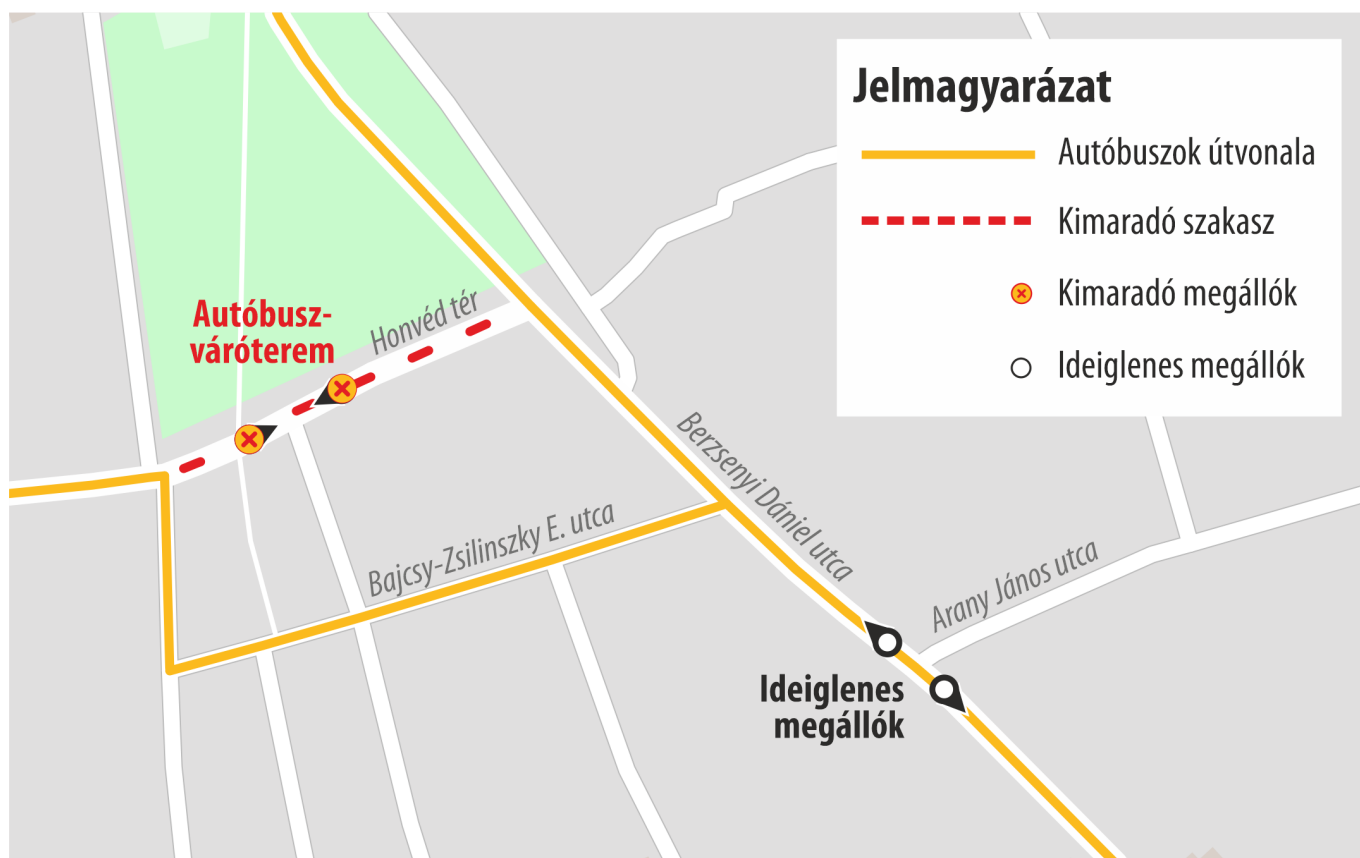 Jelmagyarázat
Autóbuszok útvonala
Kimaradó szakasz
Kimaradó megállók
Ideiglenes megállók
Autóbusz-
váróterem
Honvéd tér
Berzsenyi Dániel utca
Bajcsy-Zsilinszky E. utca
Arany János utca
Ideiglenes
megállók